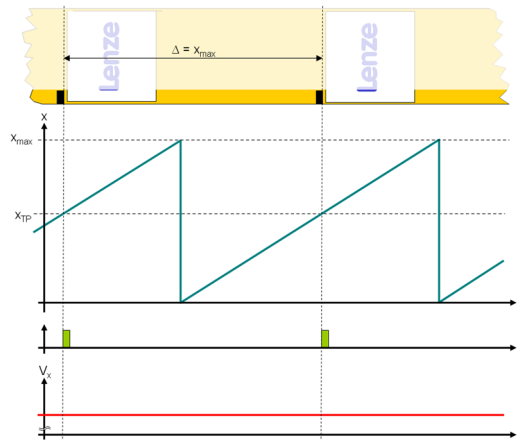 Lenze
Lenze
Δ = xmax
x
xmax
xTP
Vx